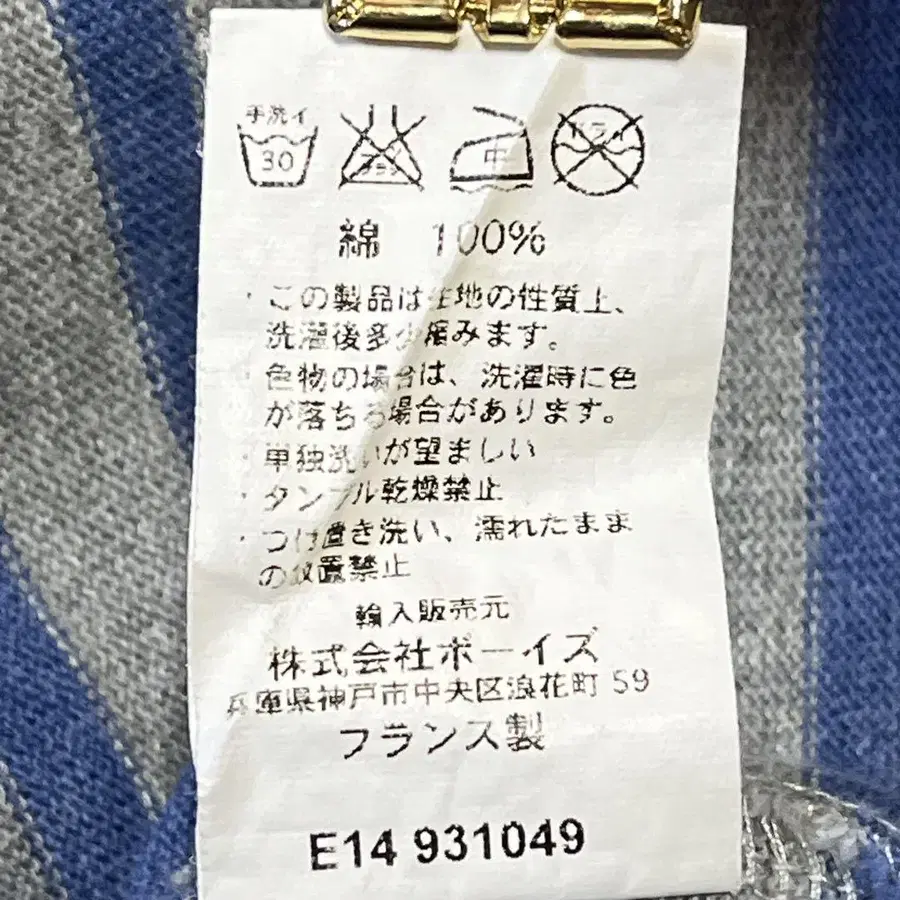 手洗イ
30
中
ドライ
綿 100%
・この製品は生地の性質上、
洗濯後多少縮みます。
・色物の場合は、洗濯時に色
が落ちる場合があります。
・単独洗いが望ましい
・タンブル乾燥禁止
・つけ置き洗い、濡れたまま
の放置禁止
輸入販売元
株式会社ボーイズ
兵庫県神戸市中央区浪花町 59
フランス製
E14 931049